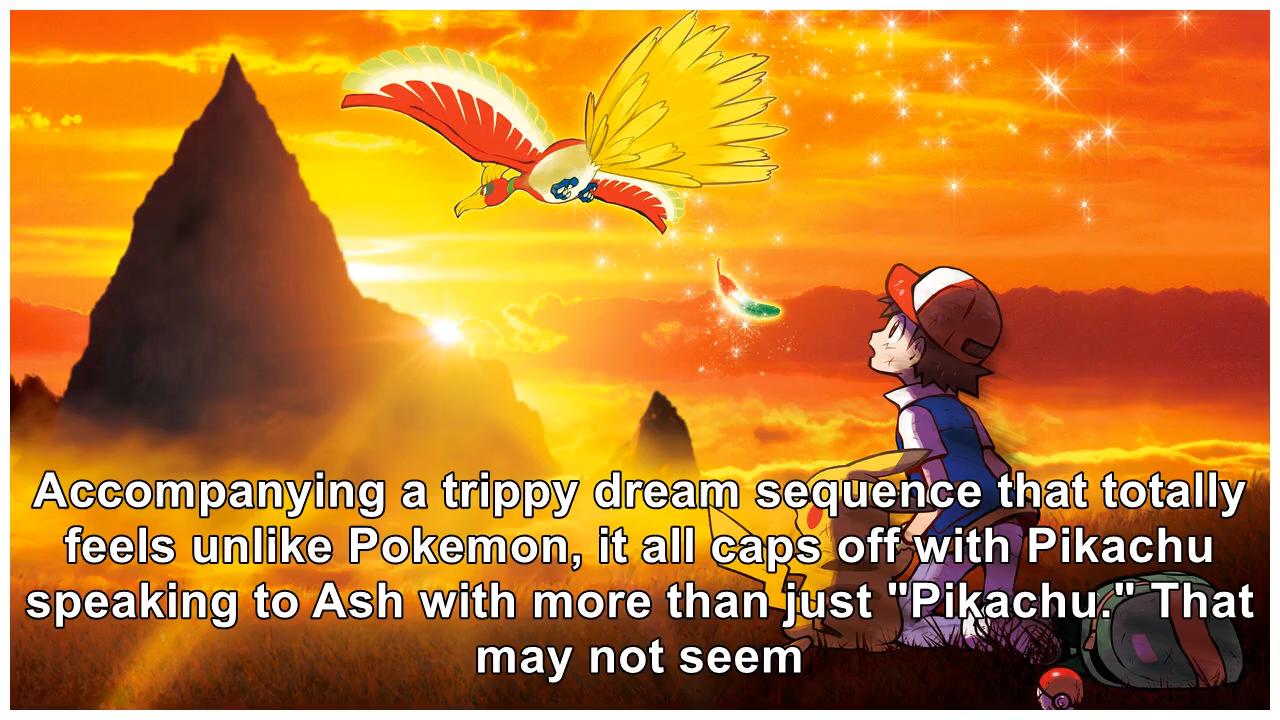 Accompanying a trippy dream sequence that totally
feels unlike Pokemon, it all caps off with Pikachu
speaking to Ash with more than just "Pikachu." That
may not seem